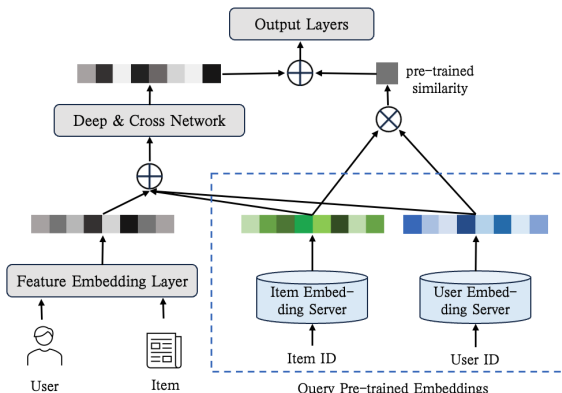 Output Layers
pre-trained
similarity
Deep & Cross Network
Feature Embedding Layer
Item Embed-
ding Server
User Embed-
ding Server
Item ID
User ID
User
Item
Query Pre-trained Embeddings